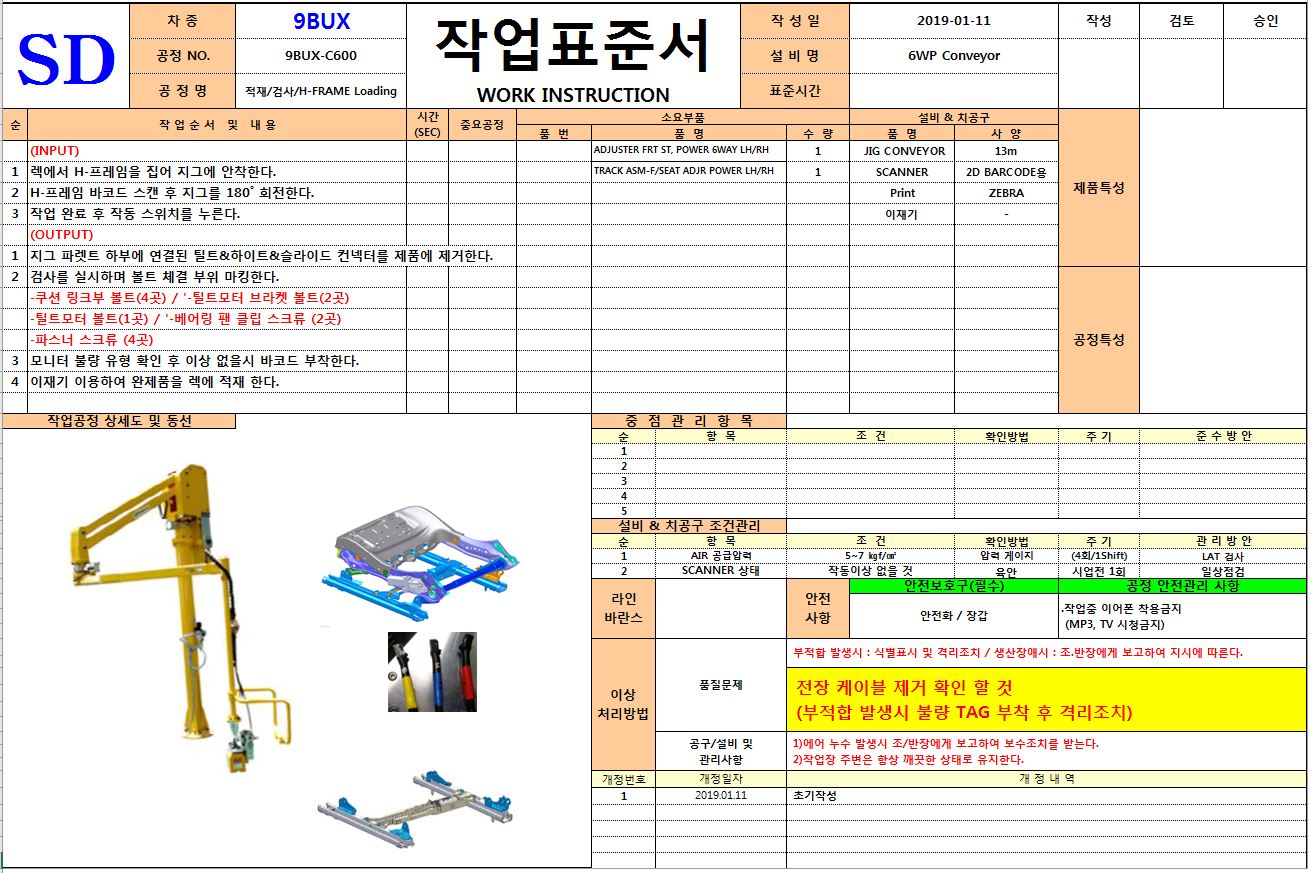 SD
차 종
9BUX
작업표준서
WORK INSTRUCTION
작 성 일
2019-01-11
작성
검토
승인
공정 NO.
9BUX-C600
설 비 명
6WP Conveyor
공 정 명
적재/검사/H-FRAME Loading
표준시간
순
작 업 순 서 및 내 용
시간
(SEC)
중요공정
소요부품
설비 & 치공구
품 번
품 명
수 량
품 명
사 양
제품특성
(INPUT)
ADJUSTER FRT ST, POWER 6WAY LH/RH
1
JIG CONVEYOR
13m
1 렉에서 H-프레임을 집어 지그에 안착한다.
TRACK ASM-F/SEAT ADJR POWER LH/RH
1
SCANNER
2D BARCODE용
2 H-프레임 바코드 스캔 후 지그를 180˚ 회전한다.
Print
ZEBRA
3 작업 완료 후 작동 스위치를 누른다.
이재기
-
(OUTPUT)
1 지그 파렛트 하부에 연결된 틸트&하이트&슬라이드 컨넥터를 제품에 제거한다.
2 검사를 실시하며 볼트 체결 부위 마킹한다.
-쿠션 링크부 볼트(4곳) / '-틸트모터 브라켓 볼트(2곳)
-틸트모터 볼트(1곳) / '-베어링 팬 클립 스크류 (2곳)
-파스너 스크류 (4곳)
공정특성
3 모니터 불량 유형 확인 후 이상 없을시 바코드 부착한다.
4 이재기 이용하여 완제품을 렉에 적재 한다.
작업공정 상세도 및 동선
중 점 관 리 항 목
순
항 목
조 건
확인방법
주 기
준 수 방 안
1
2
3
4
5
설비 & 치공구 조건관리
순
항 목
조 건
확인방법
주 기
관 리 방 안
1
AIR 공급압력
5~7 kgf/㎠
압력 게이지
(4회/1Shift)
LAT 검사
2
SCANNER 상태
작동이상 없을 것
육안
시업전 1회
일상점검
라인
바란스
안전
사항
안전보호구(필수)
공정 안전관리 사항
안전화 / 장갑
.작업중 이어폰 착용금지
(MP3, TV 시청금지)
이상
처리방법
품질문제
부적합 발생시 : 식별표시 및 격리조치 / 생산장애시 : 조.반장에게 보고하여 지시에 따른다.
전장 케이블 제거 확인 할 것
(부적합 발생시 불량 TAG 부착 후 격리조치)
공구/설비 및
관리사항
1)에어 누수 발생시 조/반장에게 보고하여 보수조치를 받는다.
2)작업장 주변은 항상 깨끗한 상태로 유지한다.
개정번호
개정일자
개 정 내 역
1
2019.01.11
초기작성